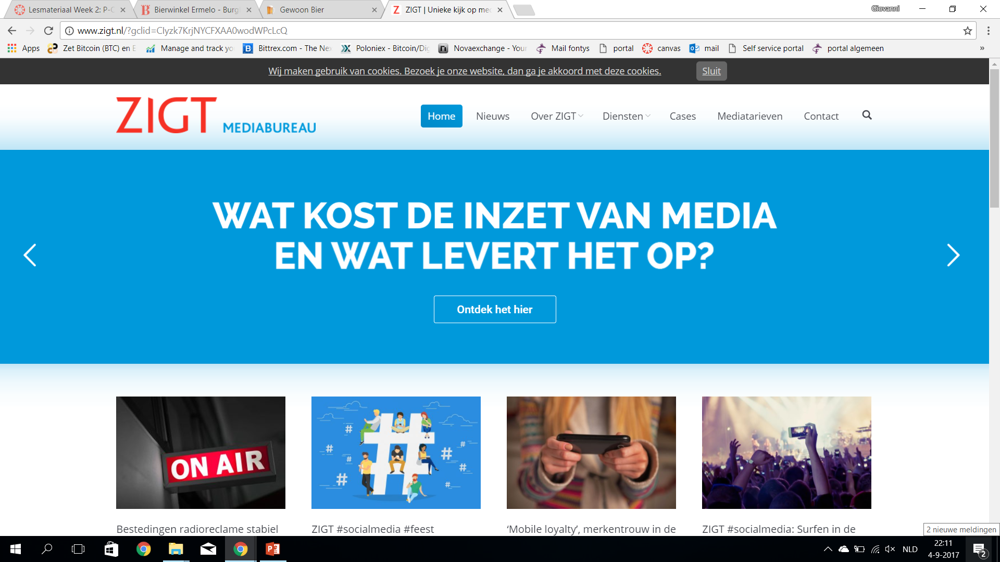 Lesmateriaal Week 2: P-C
Bierwinkel Ermelo - Burg
Gewoon Bier
ZIGT | Unieke kijk op med
Giovanni
www.zigt.nl/?gclid=CIyzk7KrjNYCFXAA0wodWPcLcQ
Apps
Zet Bitcoin (BTC) en E
Manage and track yo
Bittrex.com - The Nex
Poloniex - Bitcoin/Dig
Novaexchange - Your
Mail fontys
portal
canvas
mail
Self service portal
portal algemeen
»
Wij maken gebruik van cookies. Bezoek je onze website, dan ga je akkoord met deze cookies.
Sluit
ZIGT MEDIABUREAU
Home
Nieuws
Over ZIGT
Diensten
Cases
Mediatarieven
Contact
WAT KOST DE INZET VAN MEDIA
EN WAT LEVERT HET OP?
Ontdek het hier
ON AIR
Bestedingen radioreclame stabiel
ZIGT #socialmedia #feest
‘Mobile loyalty’, merkentrouw in de
ZIGT #socialmedia: Surfen in de
2 nieuwe meldingen
NLD
22:11
4-9-2017
2